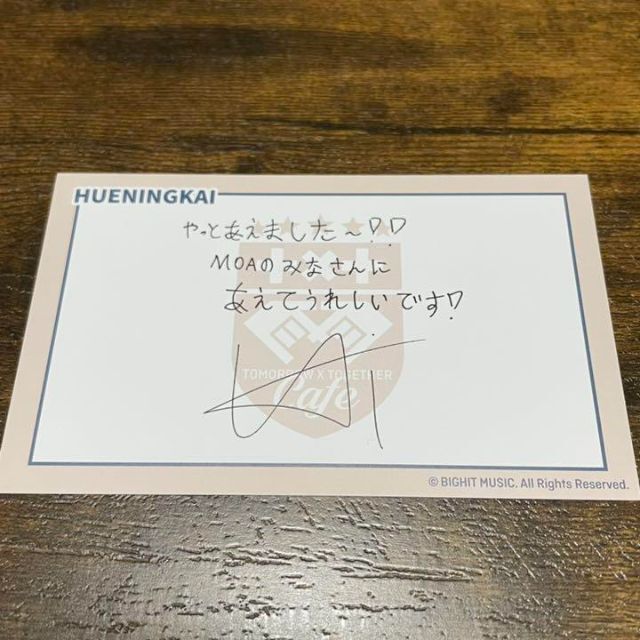 HUENINGKAI
やっとあえました～!?!?
MOAのみなさんに
あえてうれしいです!?
TOMORROW X TOGETHER
Cafe
© BIGHIT MUSIC. All Rights Reserved.